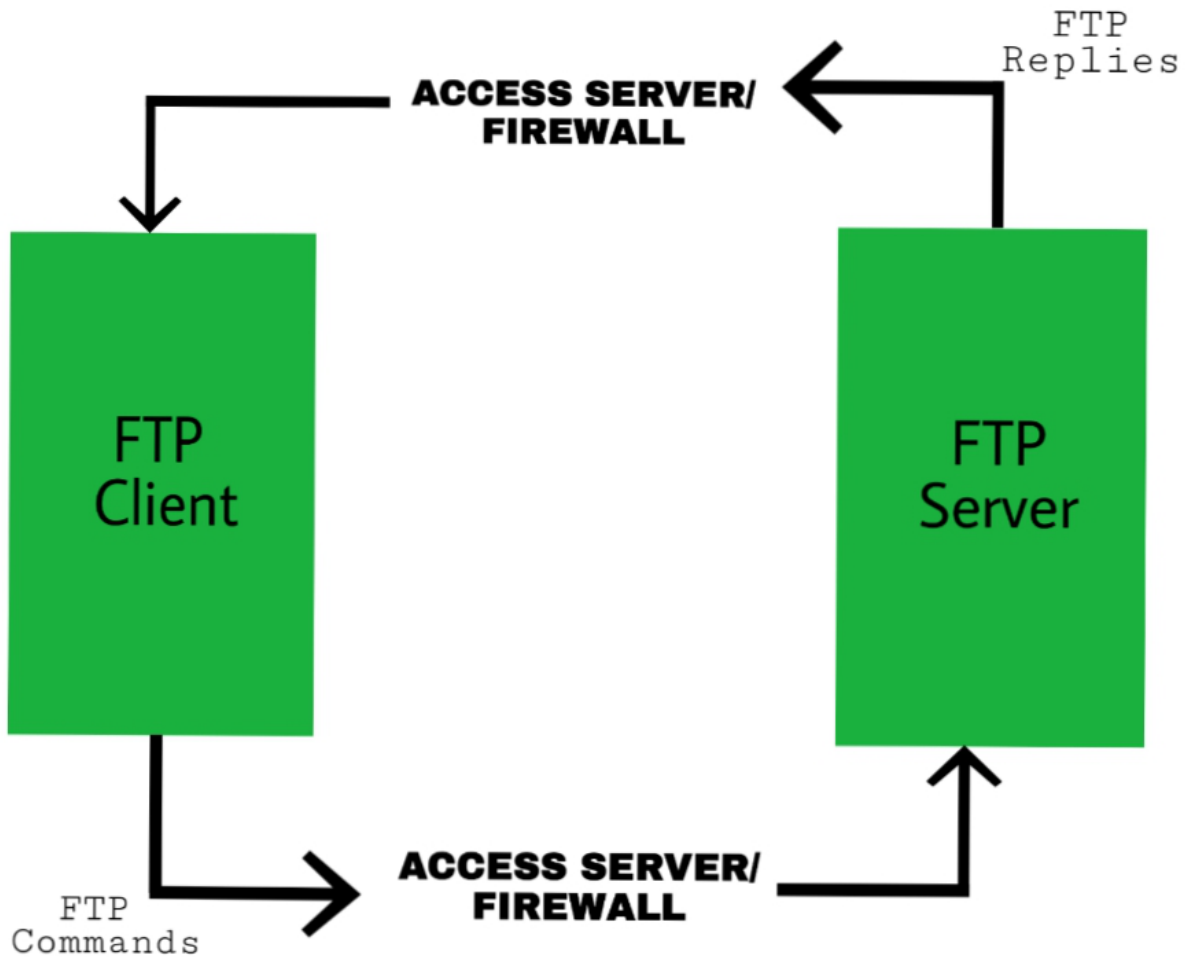 FTP
Replies
ACCESS SERVER/
FIREWALL
FTP
Client
FTP
Server
ACCESS SERVER/
FIREWALL
FTP
Commands